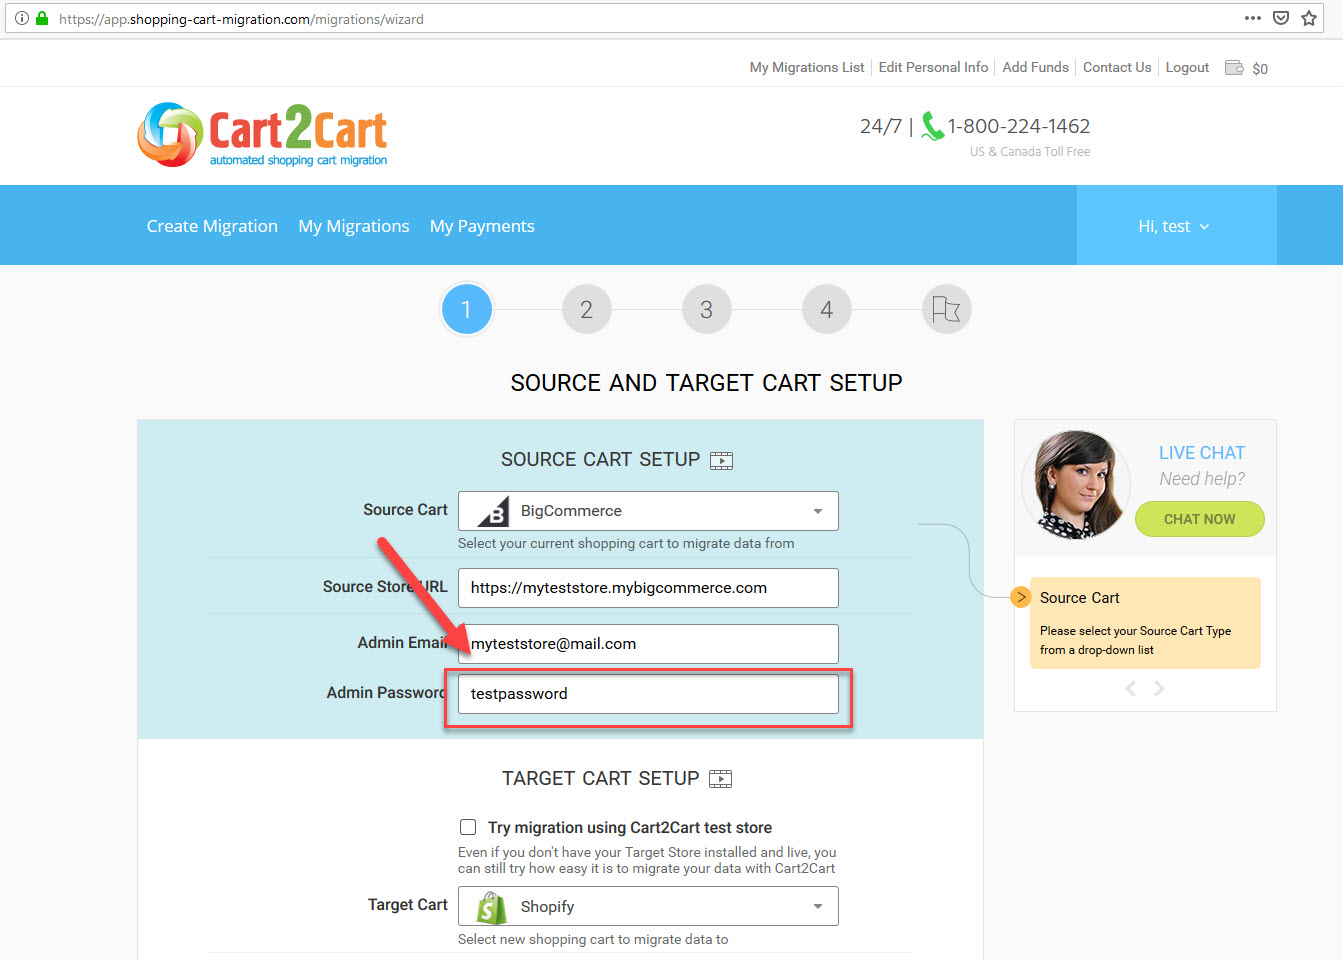 https://app.shopping-cart-migration.com/migrations/wizard
My Migrations List Edit Personal Info Add Funds Contact Us Logout $0
Cart2Cart
automated shopping cart migration
24/7 | 1-800-224-1462
US & Canada Toll Free
Create Migration My Migrations My Payments Hi, test
1 2 3 4
SOURCE AND TARGET CART SETUP
SOURCE CART SETUP
Source Cart B BigCommerce
Select your current shopping cart to migrate data from
Source Store URL https://myteststore.mybigcommerce.com
Admin Email myteststore@mail.com
Admin Password testpassword
LIVE CHAT
Need help?
CHAT NOW
Source Cart
Please select your Source Cart Type
from a drop-down list
TARGET CART SETUP
Try migration using Cart2Cart test store
Even if you don't have your Target Store installed and live, you
can still try how easy it is to migrate your data with Cart2Cart
Target Cart S Shopify
Select new shopping cart to migrate data to